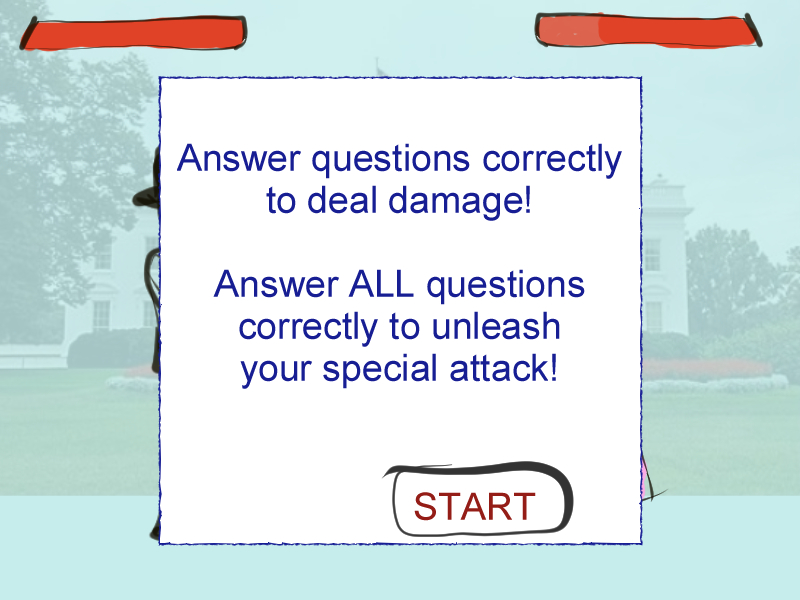 Answer questions correctly
to deal damage!
Answer ALL questions
correctly to unleash
your special attack!
START